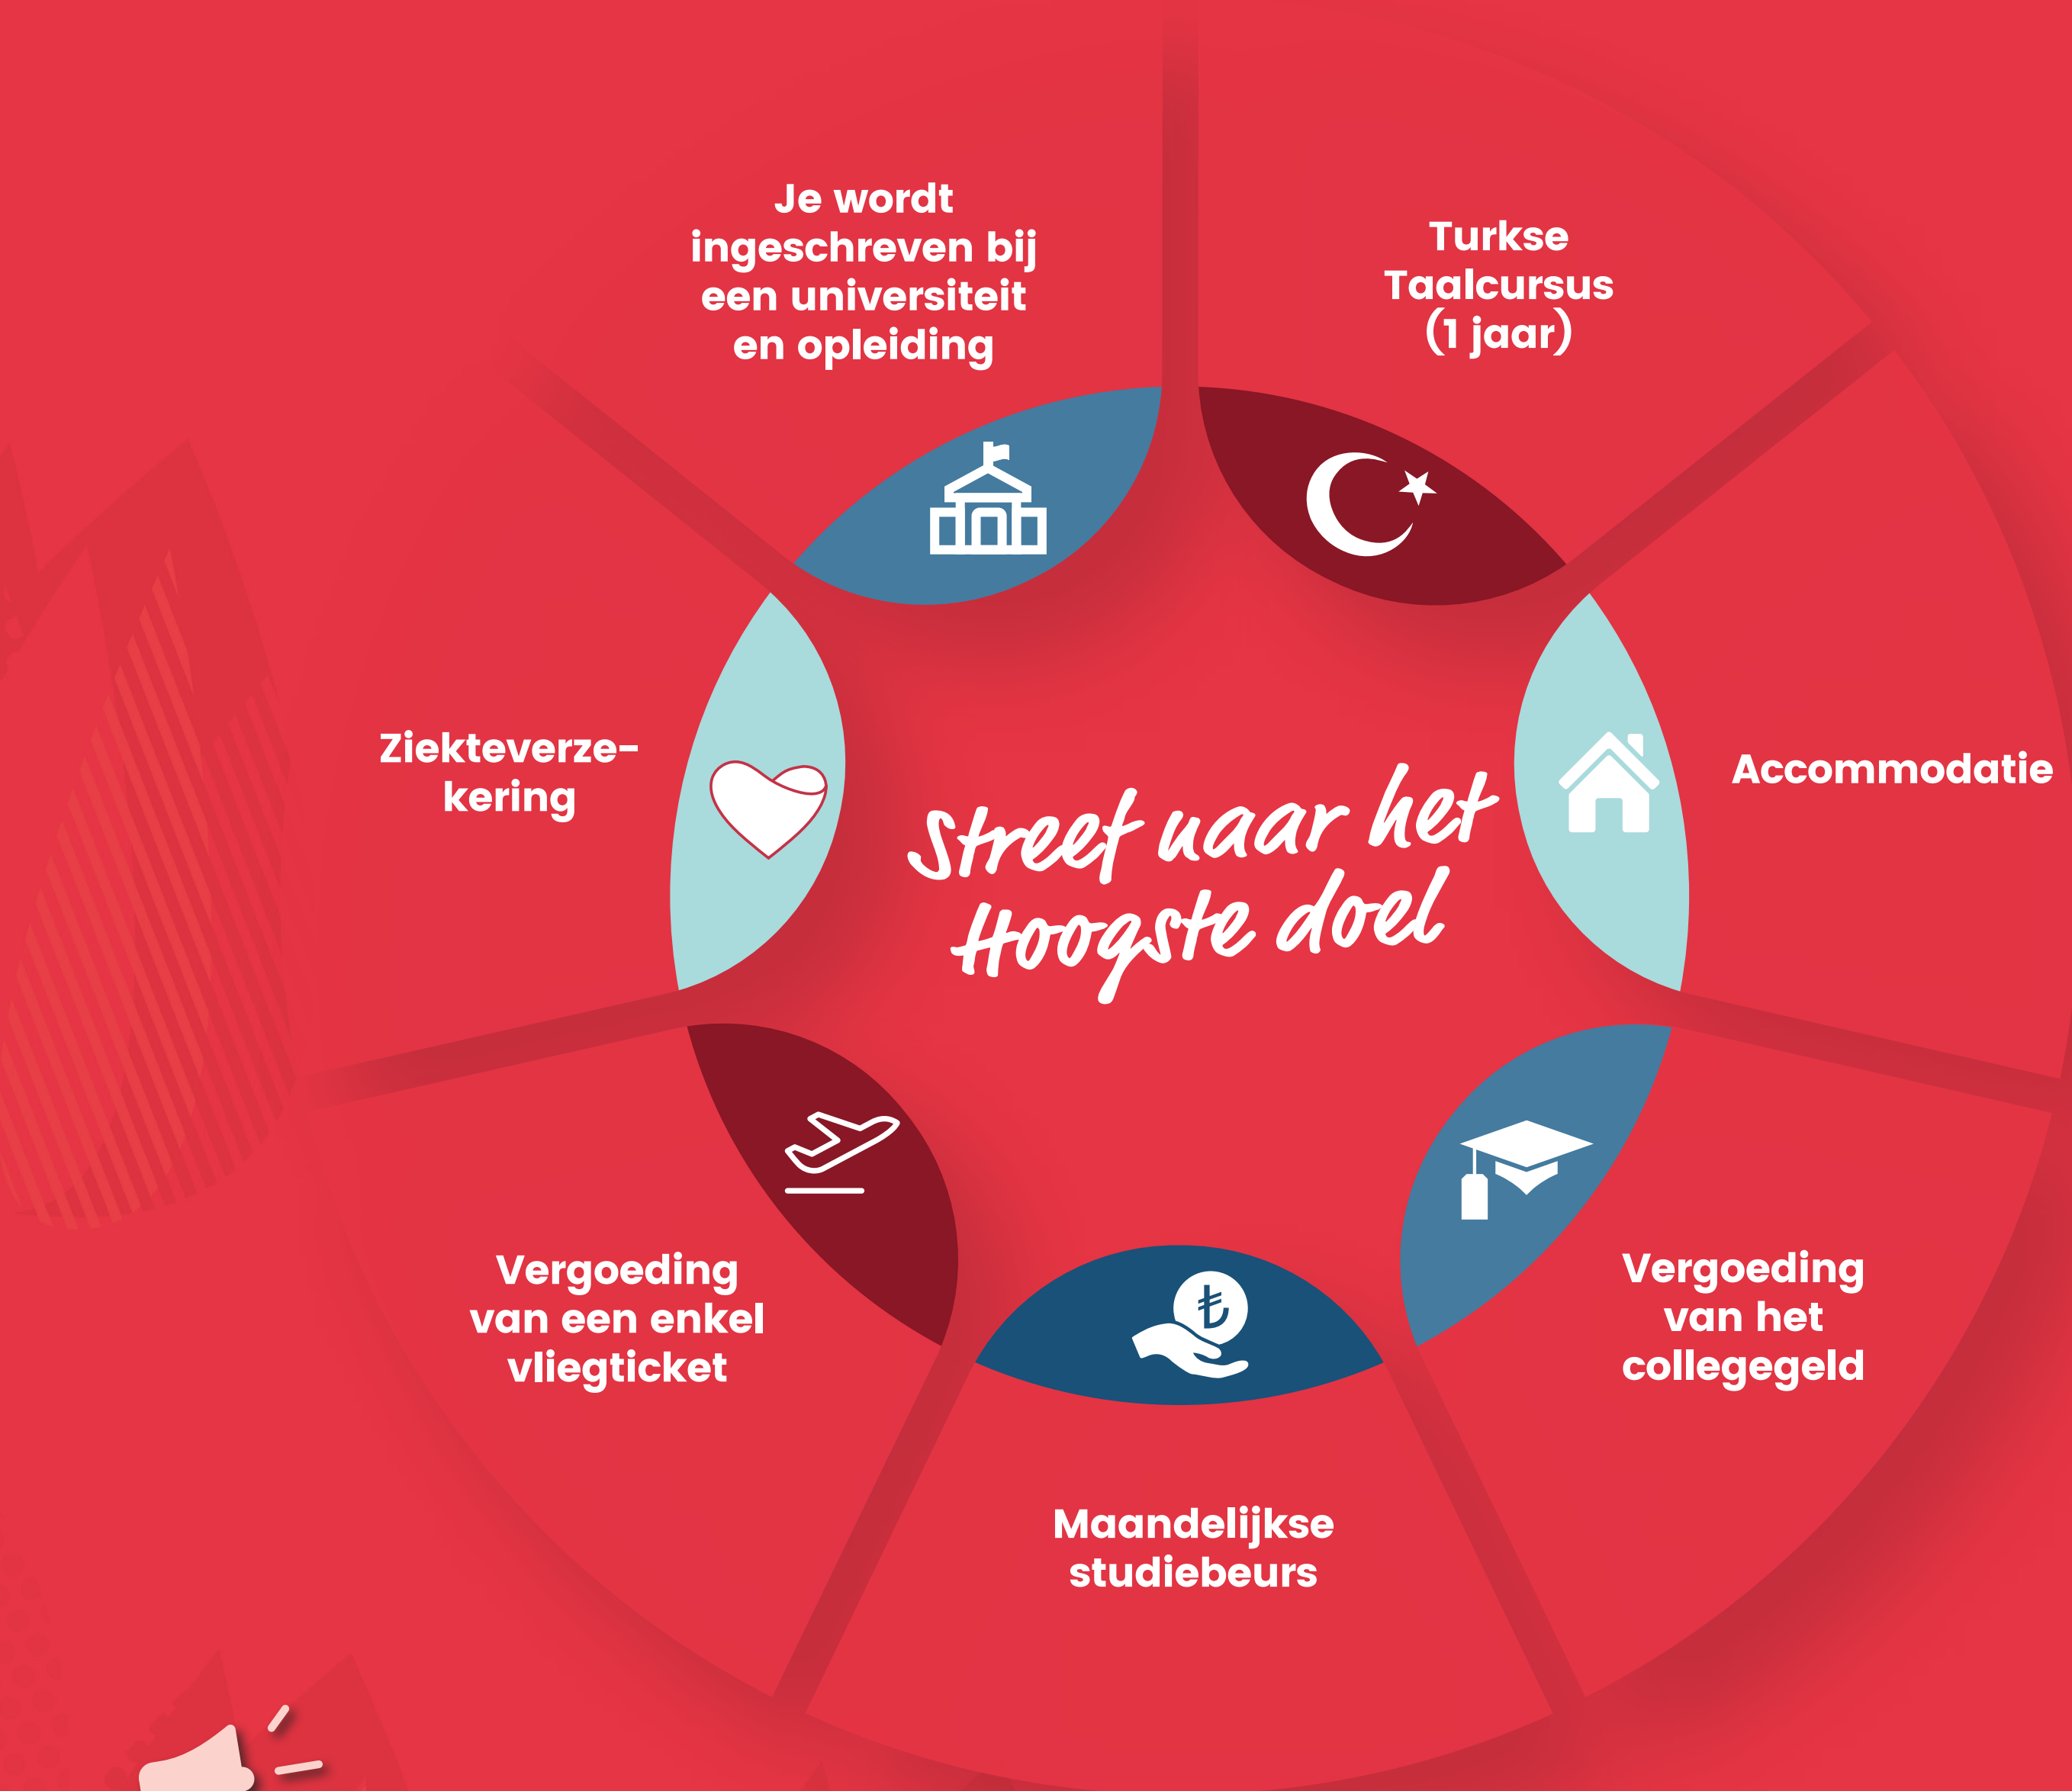 Je wordt
ingeschreven bij
een universiteit
en opleiding
Turkse
Taalcursus
(1 jaar)
Ziekteverze-
kering
Accommodatie
Streef naar het
Hoogste doel
Vergoeding
van een enkel
vliegticket
Vergoeding
van het
collegegeld
Maandelijkse
studiebeurs